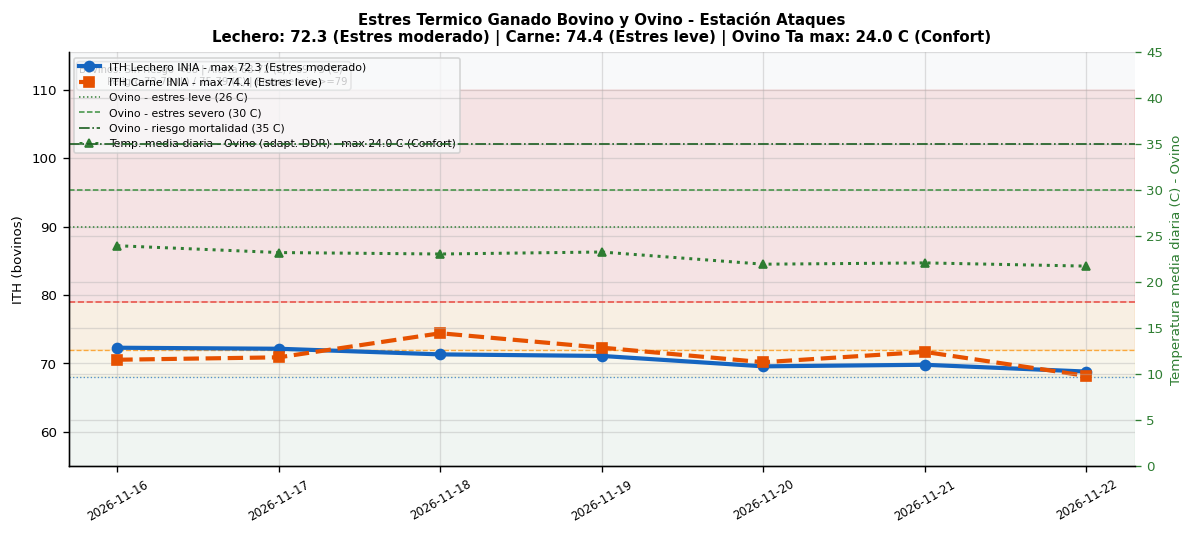 Estres Termico Ganado Bovino y Ovino - Estación Ataques
Lechero: 72.3 (Estres moderado) | Carne: 74.4 (Estres leve) | Ovino Ta max: 24.0 C (Confort)
ITH Lechero INIA - max 72.3 (Estres moderado)
ITH Carne INIA - max 74.4 (Estres leve)
Ovino - estres leve (26 C)
Ovino - estres severo (30 C)
Ovino - riesgo mortalidad (35 C)
Temp. media diaria - Ovino (adapt. DDR) - max 24.0 C (Confort)
>=79
ITH (bovinos)
110
100
90
80
70
60
45
40
35
30
25
20
15
10
5
0
Temperatura media diaria (C) - Ovino
2026-11-16
2026-11-17
2026-11-18
2026-11-19
2026-11-20
2026-11-21
2026-11-22